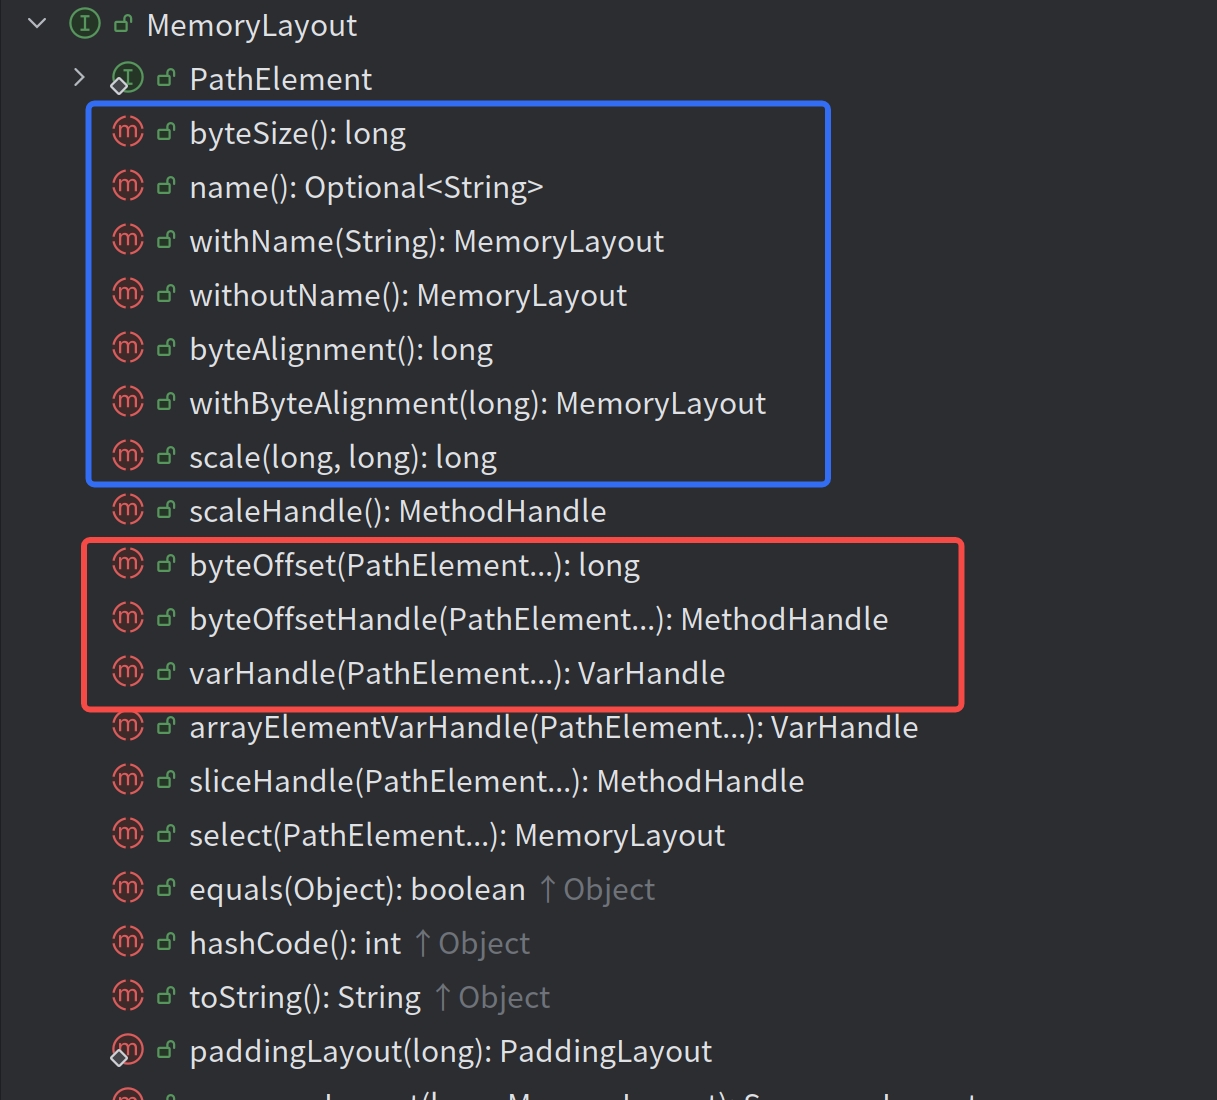 MemoryLayout
PathElement
byteSize(): long
name(): Optional<String>
withName(String): MemoryLayout
withoutName(): MemoryLayout
byteAlignment(): long
withByteAlignment(long): MemoryLayout
scale(long, long): long
scaleHandle(): MethodHandle
byteOffset(PathElement...): long
byteOffsetHandle(PathElement...): MethodHandle
varHandle(PathElement...): VarHandle
arrayElementVarHandle(PathElement...): VarHandle
sliceHandle(PathElement...): MethodHandle
select(PathElement...): MemoryLayout
equals(Object): boolean ↑Object
hashCode(): int ↑Object
toString(): String ↑Object
paddingLayout(long): PaddingLayout